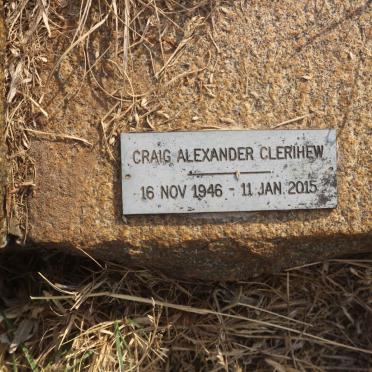 CRAIG ALEXANDER CLERIHEW
16 NOV 1946 - 11 JAN 2015